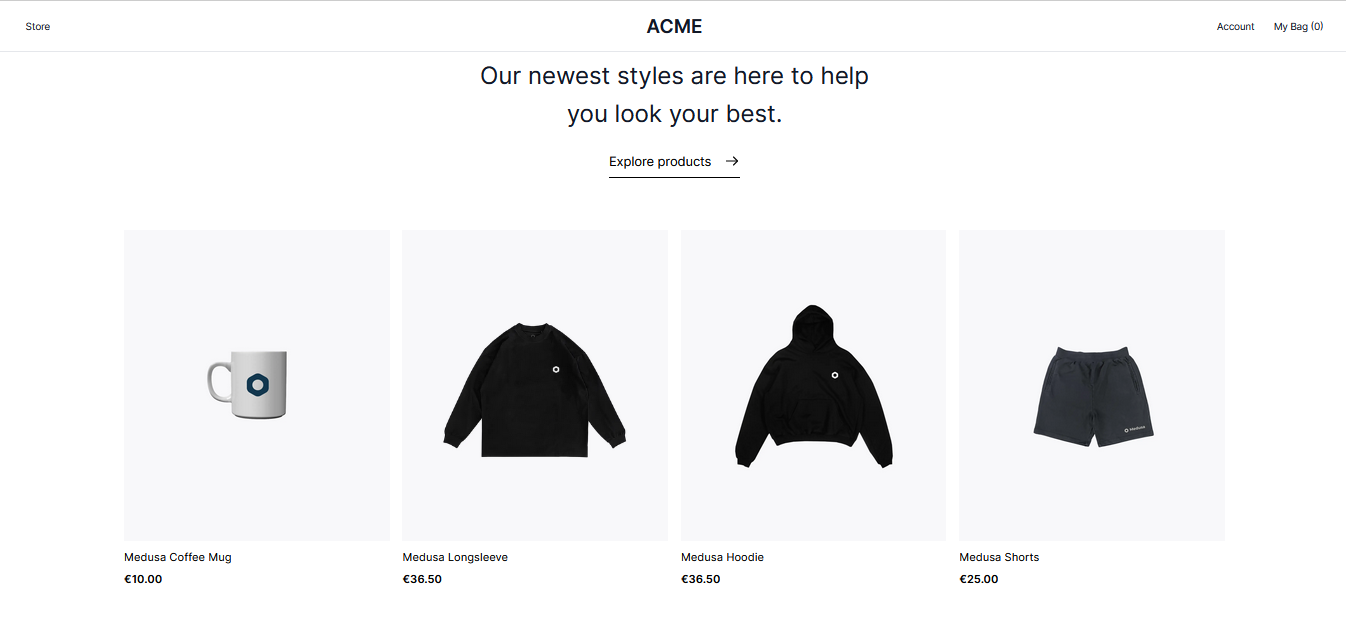 Store
ACME
Account
My Bag (0)
Our newest styles are here to help
you look your best.
Explore products
Medusa
Medusa Coffee Mug
€10.00
Medusa Longsleeve
€36.50
Medusa Hoodie
€36.50
Medusa Shorts
€25.00